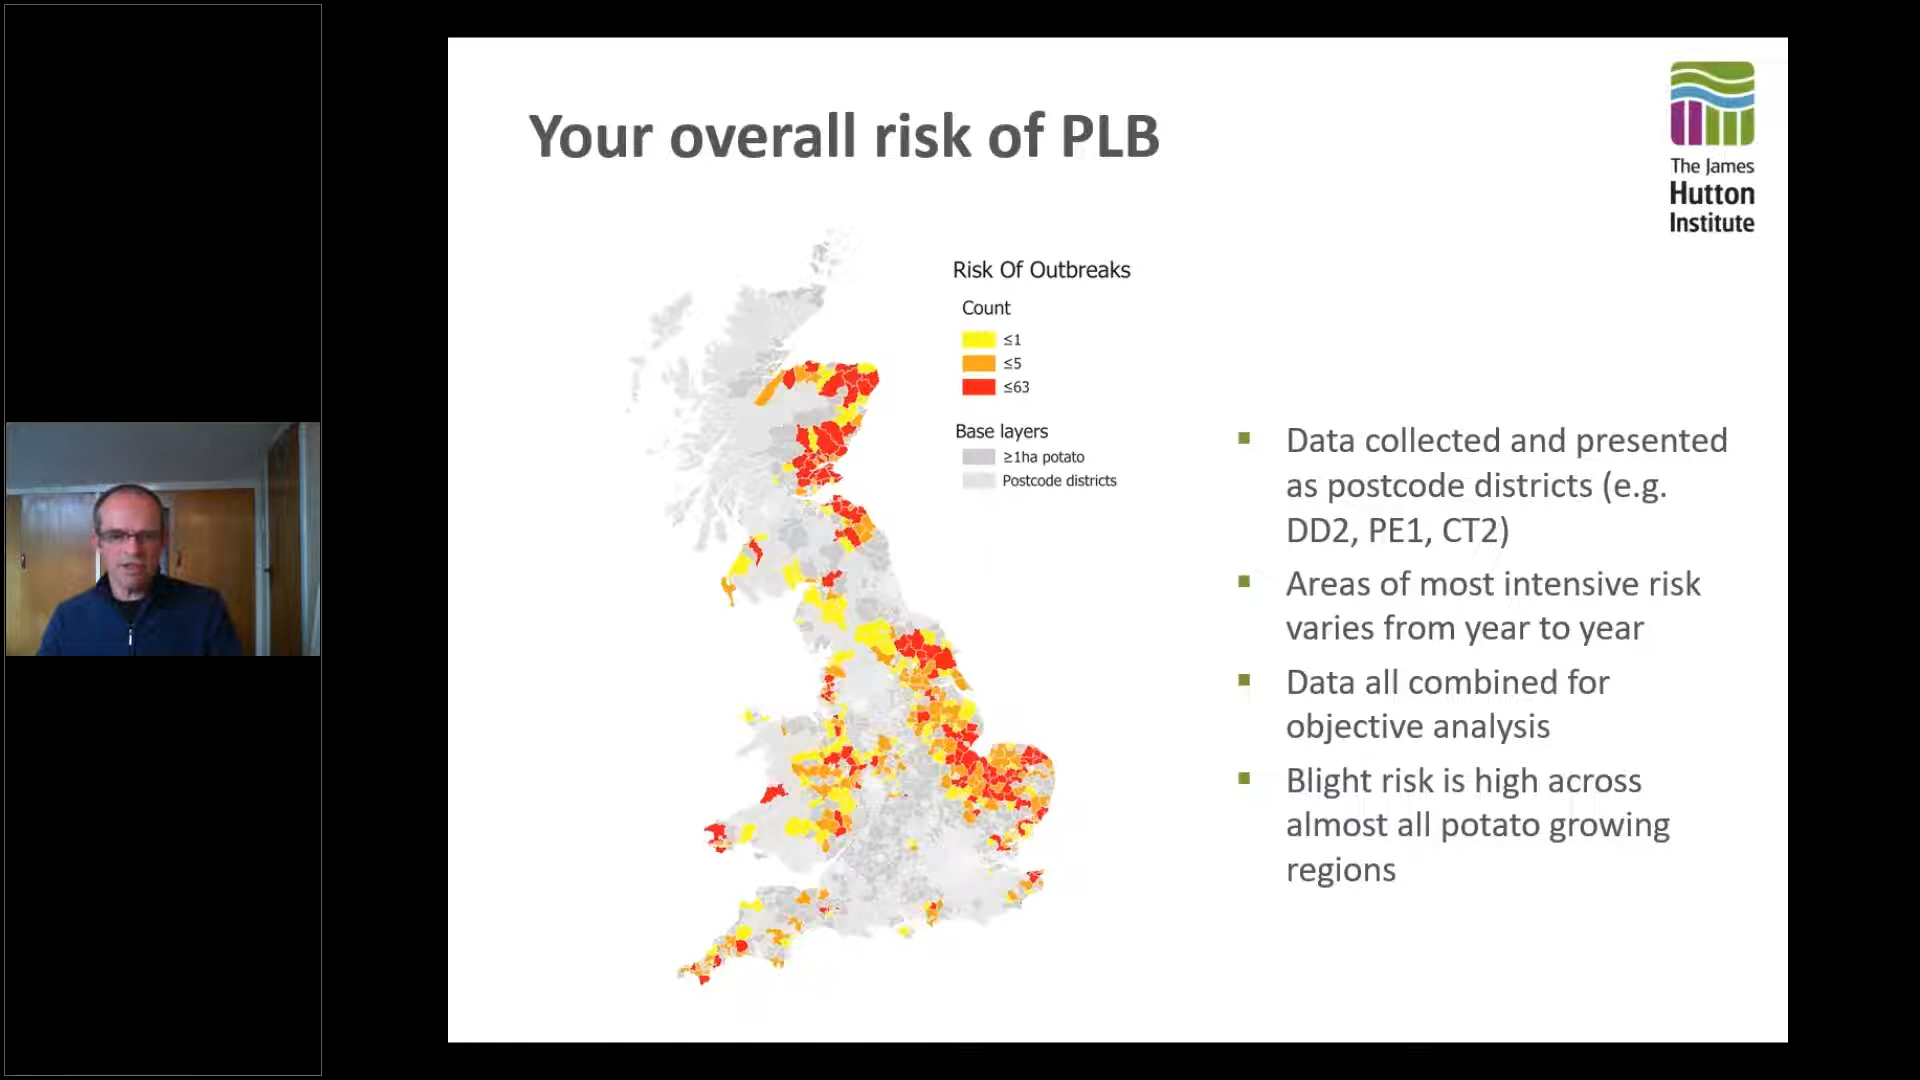 Your overall risk of PLB
The James
Hutton
Institute
Risk Of Outbreaks
Count
≤1
≤5
≤63
Base layers
≥1ha potato
Postcode districts
▪ Data collected and presented
as postcode districts (e.g.
DD2, PE1, CT2)
▪ Areas of most intensive risk
varies from year to year
▪ Data all combined for
objective analysis
▪ Blight risk is high across
almost all potato growing
regions